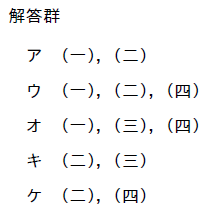 解答群
ア （一），（二）
ウ （一），（二），（四）
オ （一），（三），（四）
キ （二），（三）
ケ （二），（四）